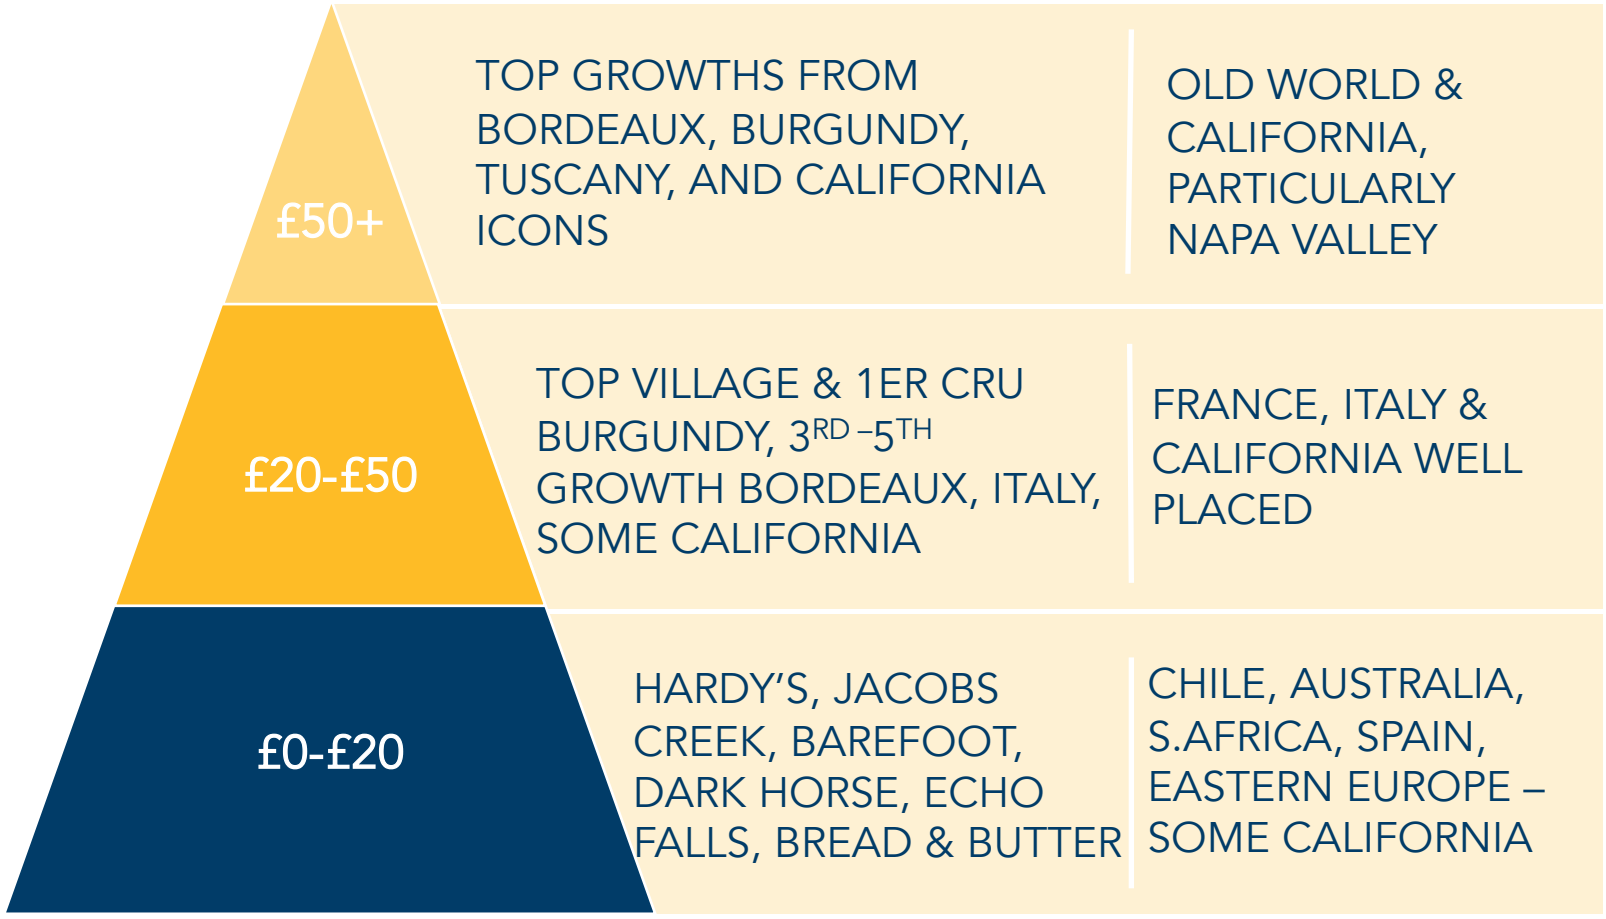 £50+
TOP GROWTHS FROM
BORDEAUX, BURGUNDY,
TUSCANY, AND CALIFORNIA
ICONS
OLD WORLD &
CALIFORNIA,
PARTICULARLY
NAPA VALLEY
£20-£50
TOP VILLAGE & 1ER CRU
BURGUNDY, 3RD –5TH
GROWTH BORDEAUX, ITALY,
SOME CALIFORNIA
FRANCE, ITALY &
CALIFORNIA WELL
PLACED
£0-£20
HARDY’S, JACOBS
CREEK, BAREFOOT,
DARK HORSE, ECHO
FALLS, BREAD & BUTTER
CHILE, AUSTRALIA,
S.AFRICA, SPAIN,
EASTERN EUROPE –
SOME CALIFORNIA